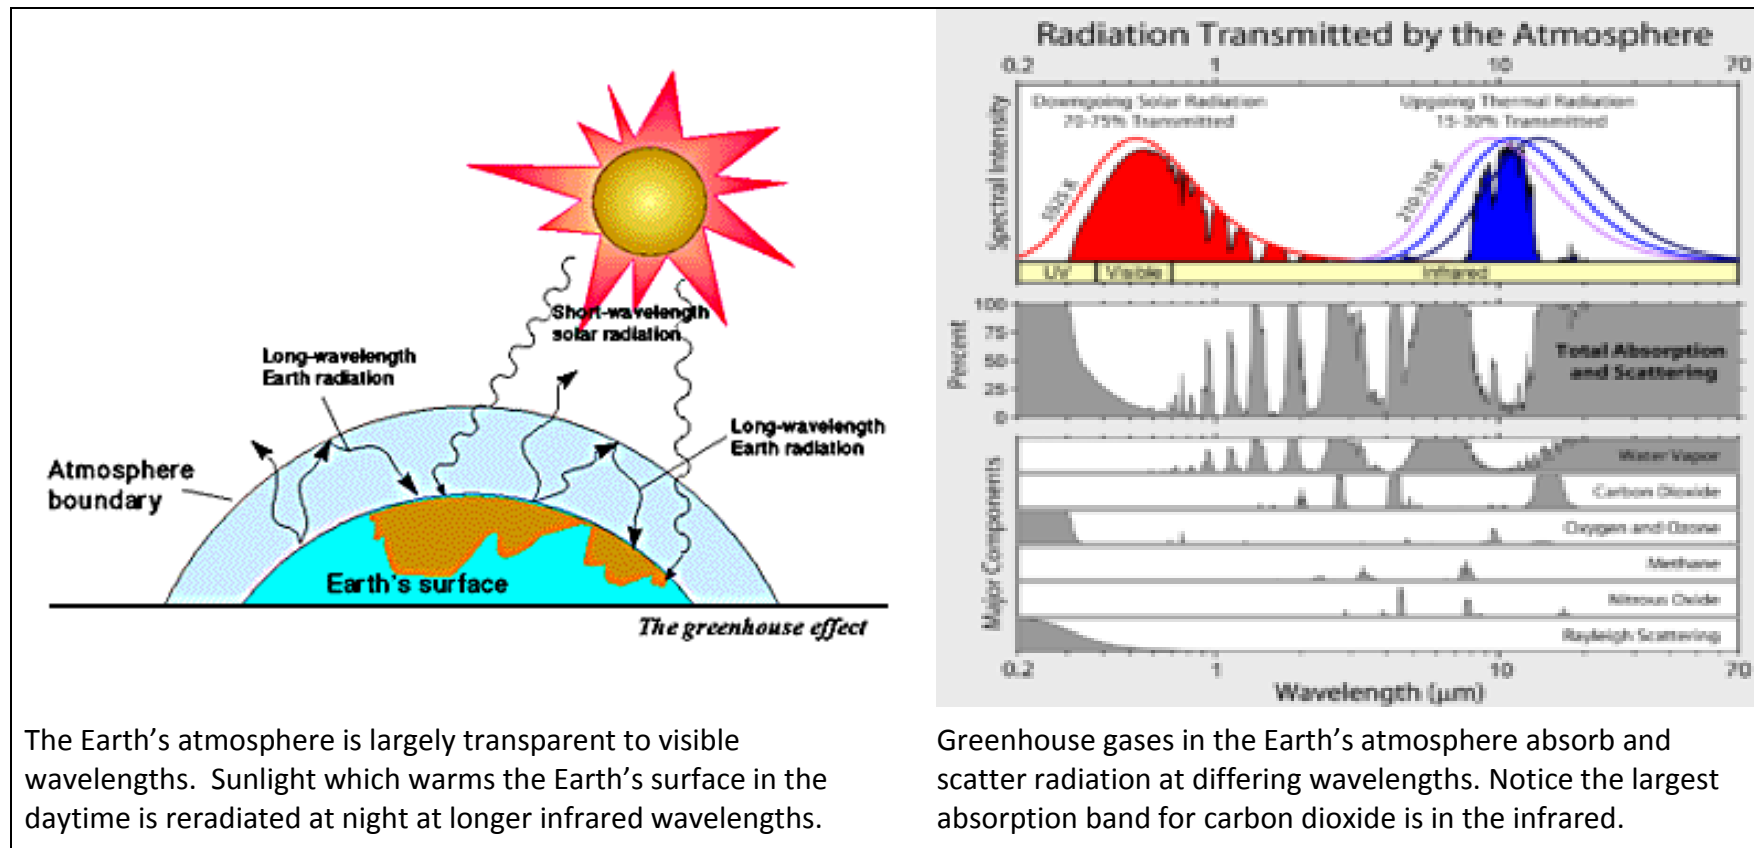 Short-wavelength
solar radiation
Long-wavelength
Earth radiation
Long-wavelength
Earth radiation
Atmosphere
boundary
Earth's surface
The greenhouse effect
The Earth’s atmosphere is largely transparent to visible
wavelengths.  Sunlight which warms the Earth’s surface in the
daytime is reradiated at night at longer infrared wavelengths.
Radiation Transmitted by the Atmosphere
0.2 1 10 70
Downgoing Solar Radiation
70-75% Transmitted
Upgoing Thermal Radiation
15-30% Transmitted
Spectral Intensity
5525 K
210-310 K
UV Visible Infrared
Percent
100
75
50
25
0
Total Absorption
and Scattering
Major Components
Water Vapor
Carbon Dioxide
Oxygen and Ozone
Methane
Nitrous Oxide
Rayleigh Scattering
0.2 1 10 70
Wavelength (μm)
Greenhouse gases in the Earth’s atmosphere absorb and
scatter radiation at differing wavelengths. Notice the largest
absorption band for carbon dioxide is in the infrared.